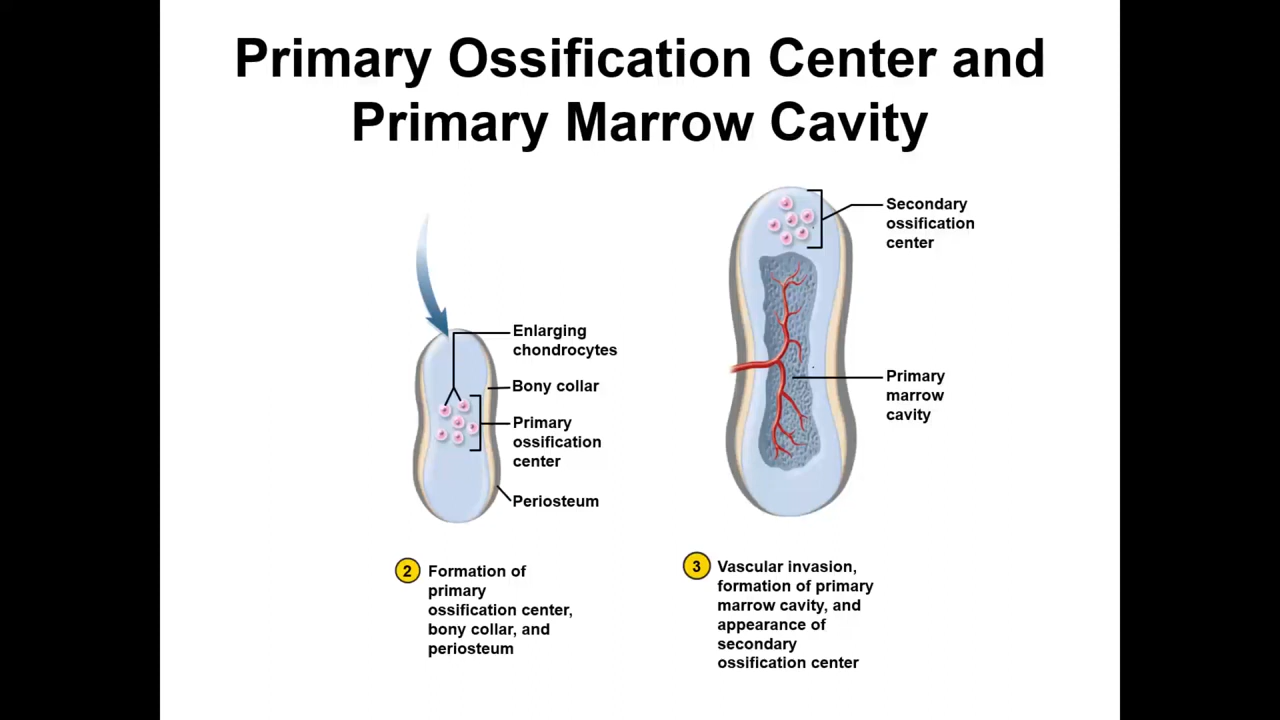 Primary Ossification Center and
Primary Marrow Cavity
Enlarging
chondrocytes
Bony collar
Primary
ossification
center
Periosteum
2
Formation of
primary
ossification center,
bony collar, and
periosteum
Secondary
ossification
center
Primary
marrow
cavity
3
Vascular invasion,
formation of primary
marrow cavity, and
appearance of
secondary
ossification center